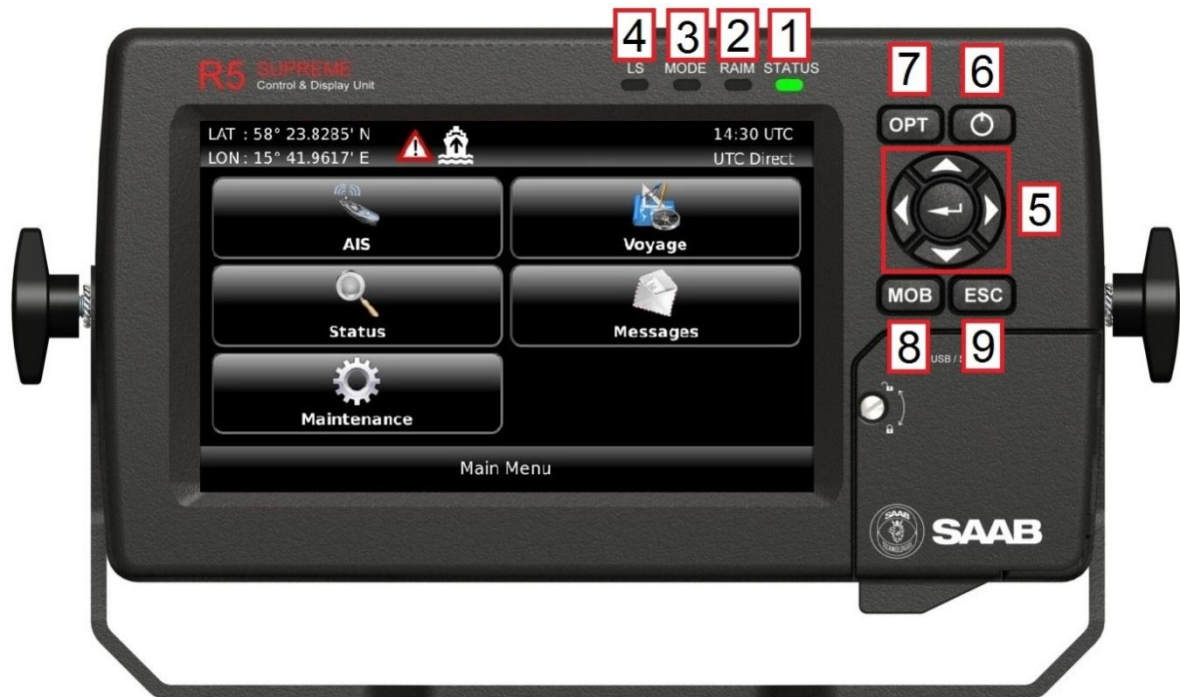 4 3 2 1
LS MODE RAIM STATUS
R5 SUPREME
Control & Display Unit
7 6
OPT
LAT : 58° 23.8285' N
LON : 15° 41.9617' E
14:30 UTC
UTC Direct
AIS
Voyage
5
Status
Messages
MOB ESC
8 9
USB /
Maintenance
Main Menu
SAAB
SAAB